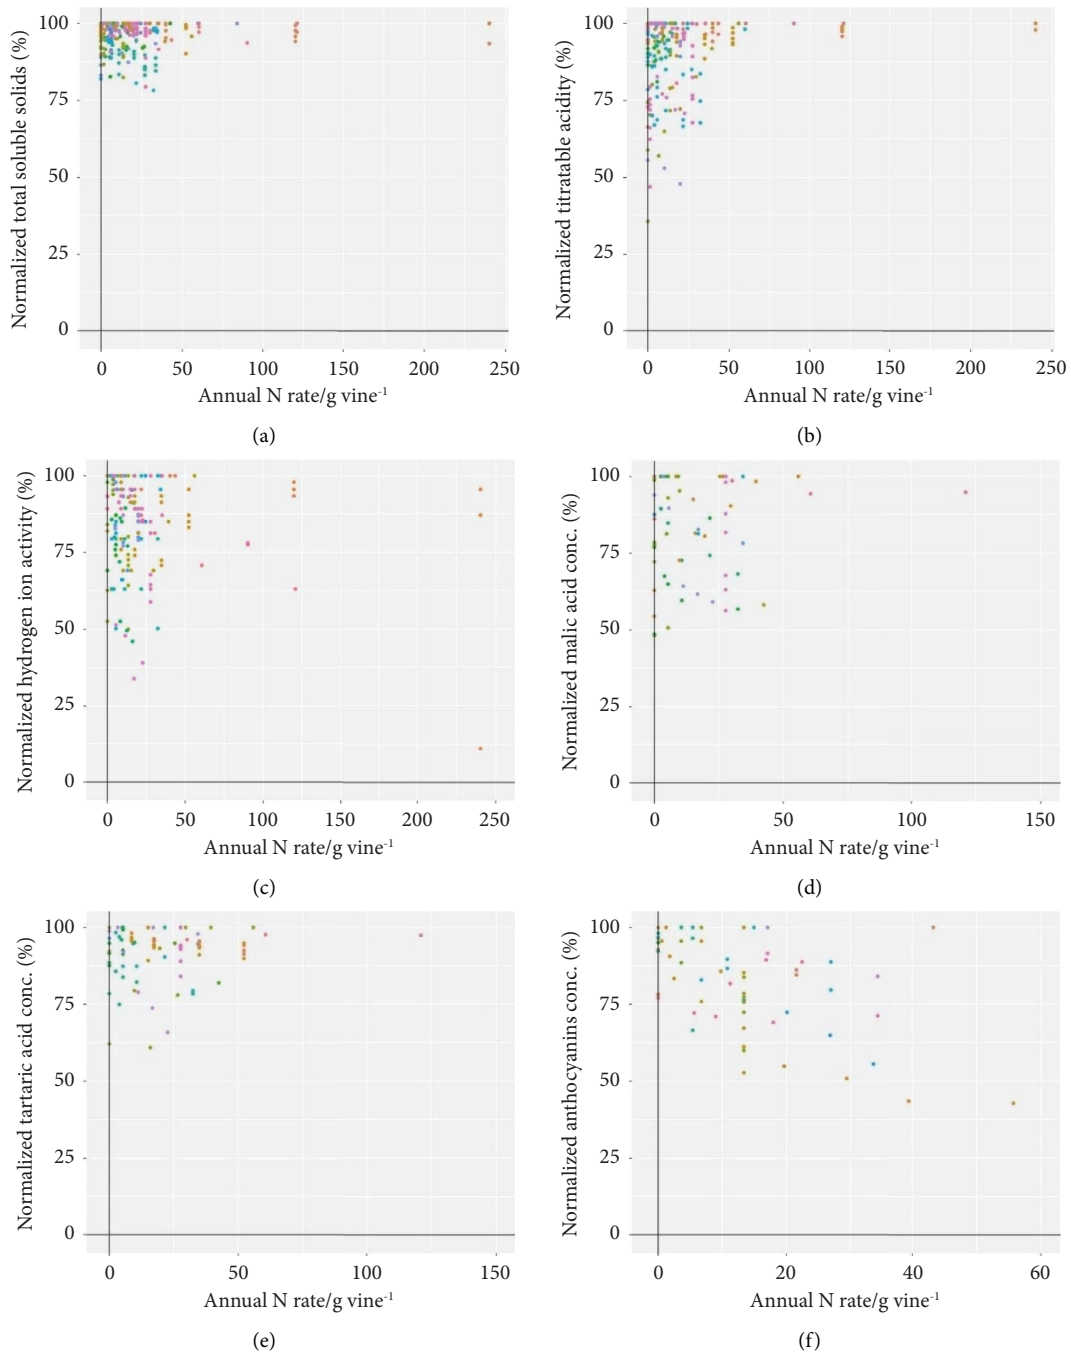 Normalized total soluble solids (%)
100
75
50
25
0
0 50 100 150 200 250
Annual N rate/g vine-1
(a)
Normalized titratable acidity (%)
100
75
50
25
0
0 50 100 150 200 250
Annual N rate/g vine-1
(b)
Normalized hydrogen ion activity (%)
100
75
50
25
0
0 50 100 150 200 250
Annual N rate/g vine-1
(c)
Normalized malic acid conc. (%)
100
75
50
25
0
0 50 100 150
Annual N rate/g vine-1
(d)
Normalized tartaric acid conc. (%)
100
75
50
25
0
0 50 100 150
Annual N rate/g vine-1
(e)
Normalized anthocyanins conc. (%)
100
75
50
25
0
0 20 40 60
Annual N rate/g vine-1
(f)